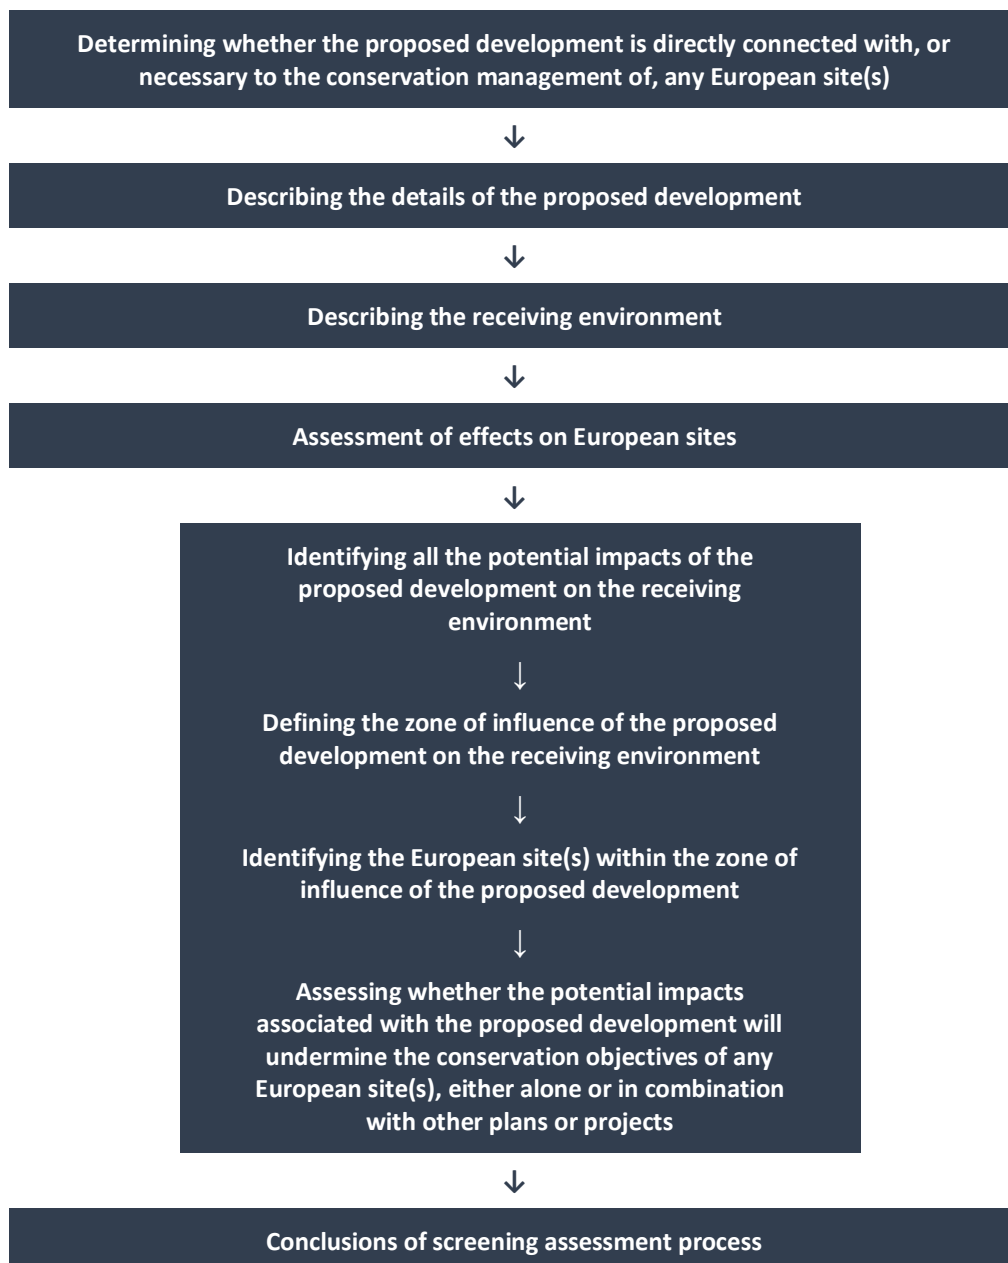 Determining whether the proposed development is directly connected with, or
necessary to the conservation management of, any European site(s)
↓
Describing the details of the proposed development
↓
Describing the receiving environment
↓
Assessment of effects on European sites
↓
Identifying all the potential impacts of the
proposed development on the receiving
environment
↓
Defining the zone of influence of the proposed
development on the receiving environment
↓
Identifying the European site(s) within the zone of
influence of the proposed development
↓
Assessing whether the potential impacts
associated with the proposed development will
undermine the conservation objectives of any
European site(s), either alone or in combination
with other plans or projects
↓
Conclusions of screening assessment process